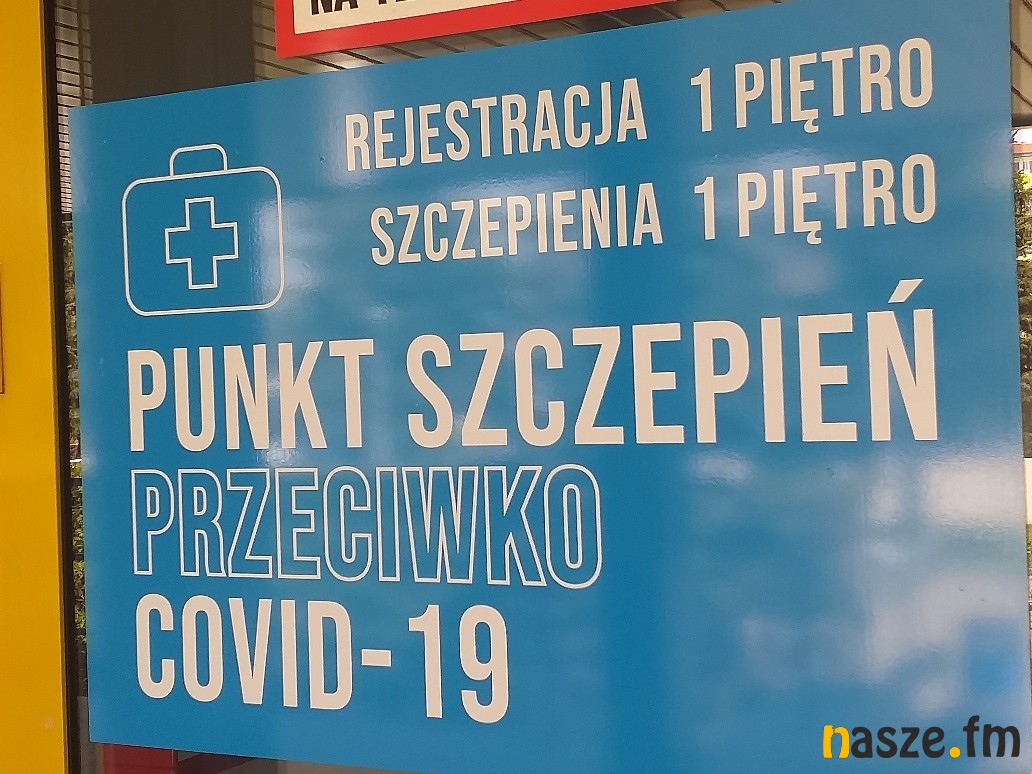 REJESTRACJA 1 PIĘTRO
SZCZEPIENIA 1 PIĘTRO
PUNKT SZCZEPIEŃ
PRZECIWKO
COVID-19
nasze.fm